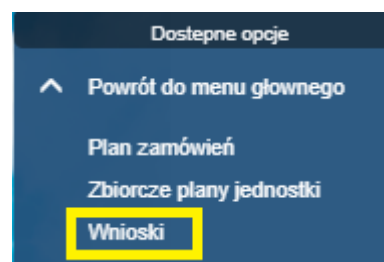 Dostepne opcje
Powrót do menu głownego
Plan zamówień
Zbiorcze plany jednostki
Wnioski